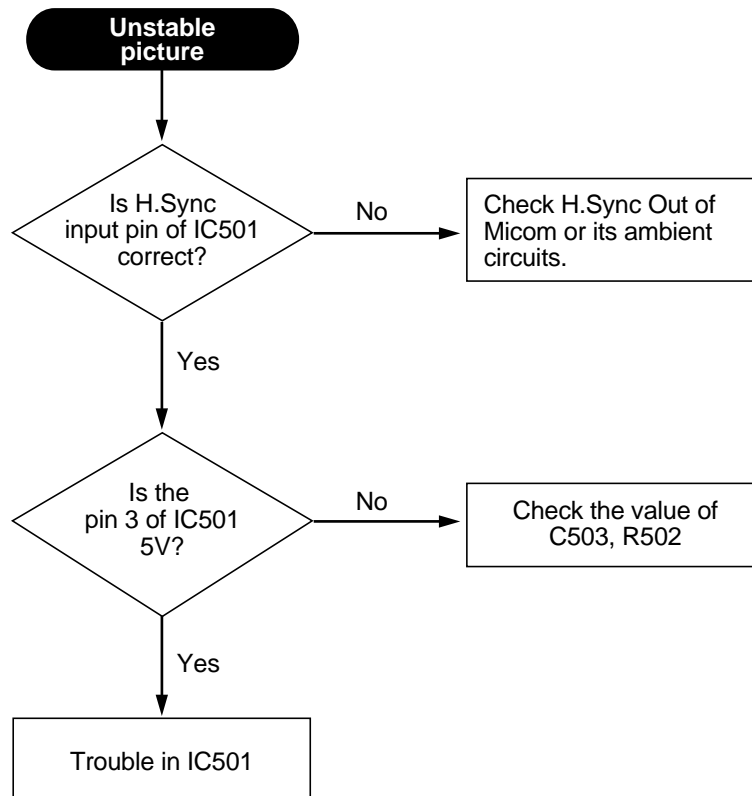 Unstable
picture
Is H.Sync
input pin of IC501
correct?
No
Check H.Sync Out of
Micom or its ambient
circuits.
Yes
Is the
pin 3 of IC501
5V?
No
Check the value of
C503, R502
Yes
Trouble in IC501